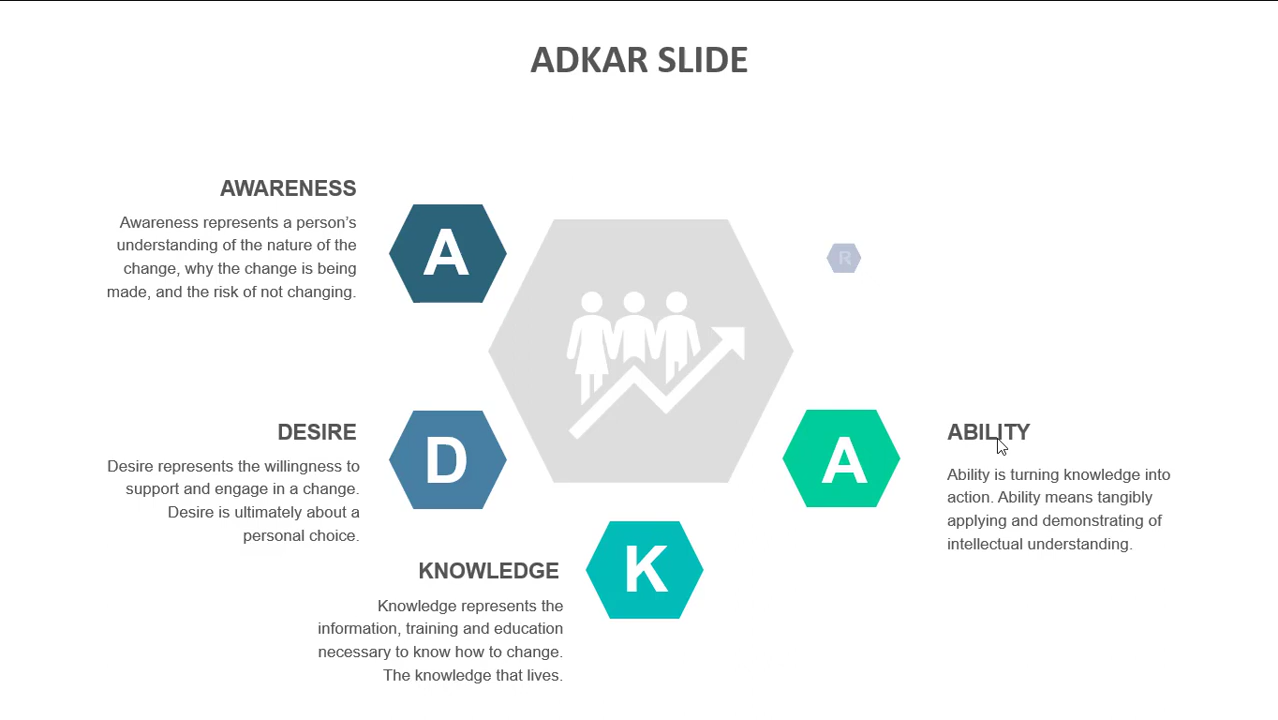 ADKAR SLIDE
AWARENESS
Awareness represents a person’s
understanding of the nature of the
change, why the change is being
made, and the risk of not changing.
A
R
DESIRE
Desire represents the willingness to
support and engage in a change.
Desire is ultimately about a
personal choice.
D
KNOWLEDGE
Knowledge represents the
information, training and education
necessary to know how to change.
The knowledge that lives.
K
A
ABILITY
Ability is turning knowledge into
action. Ability means tangibly
applying and demonstrating of
intellectual understanding.